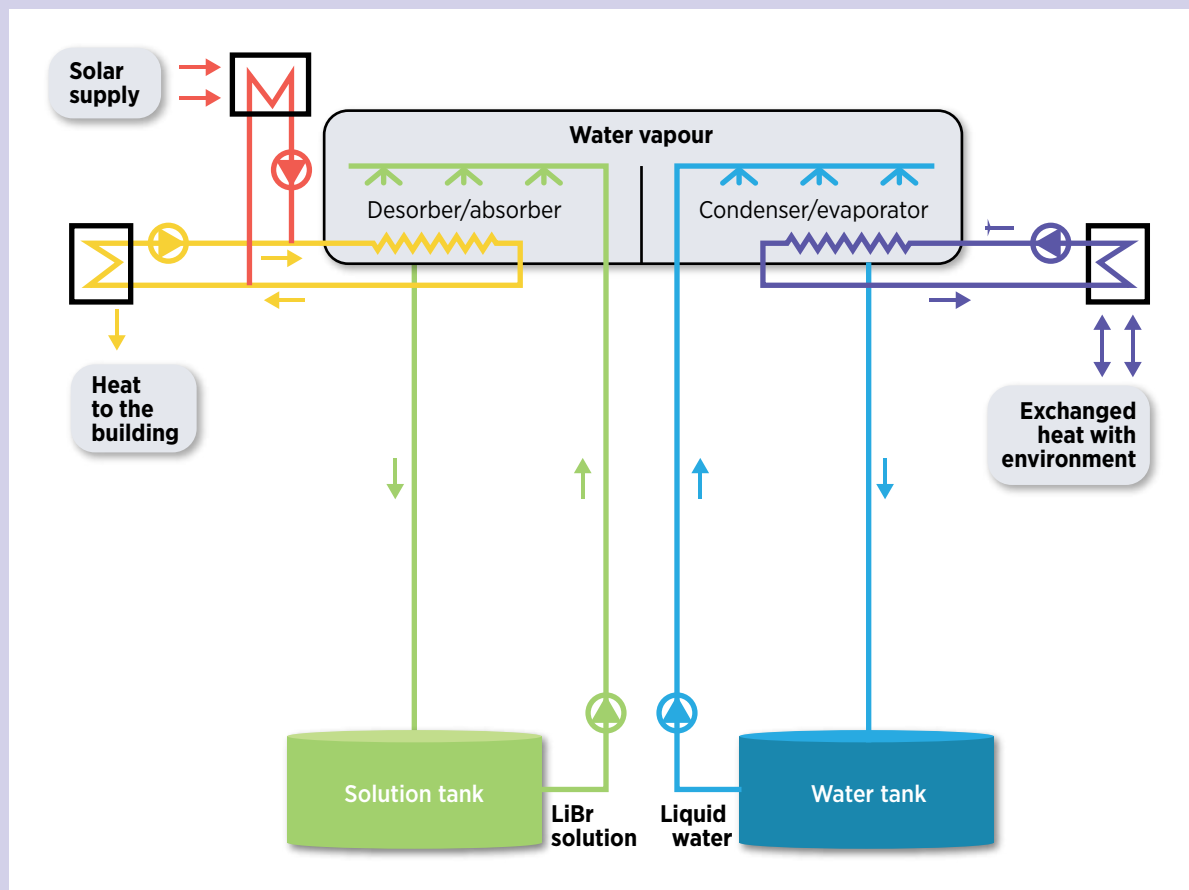 Solar
supply
Water vapour
Desorber/absorber
Condenser/evaporator
Heat
to the
building
Exchanged
heat with
environment
Solution tank
Water tank
LiBr
solution
Liquid
water